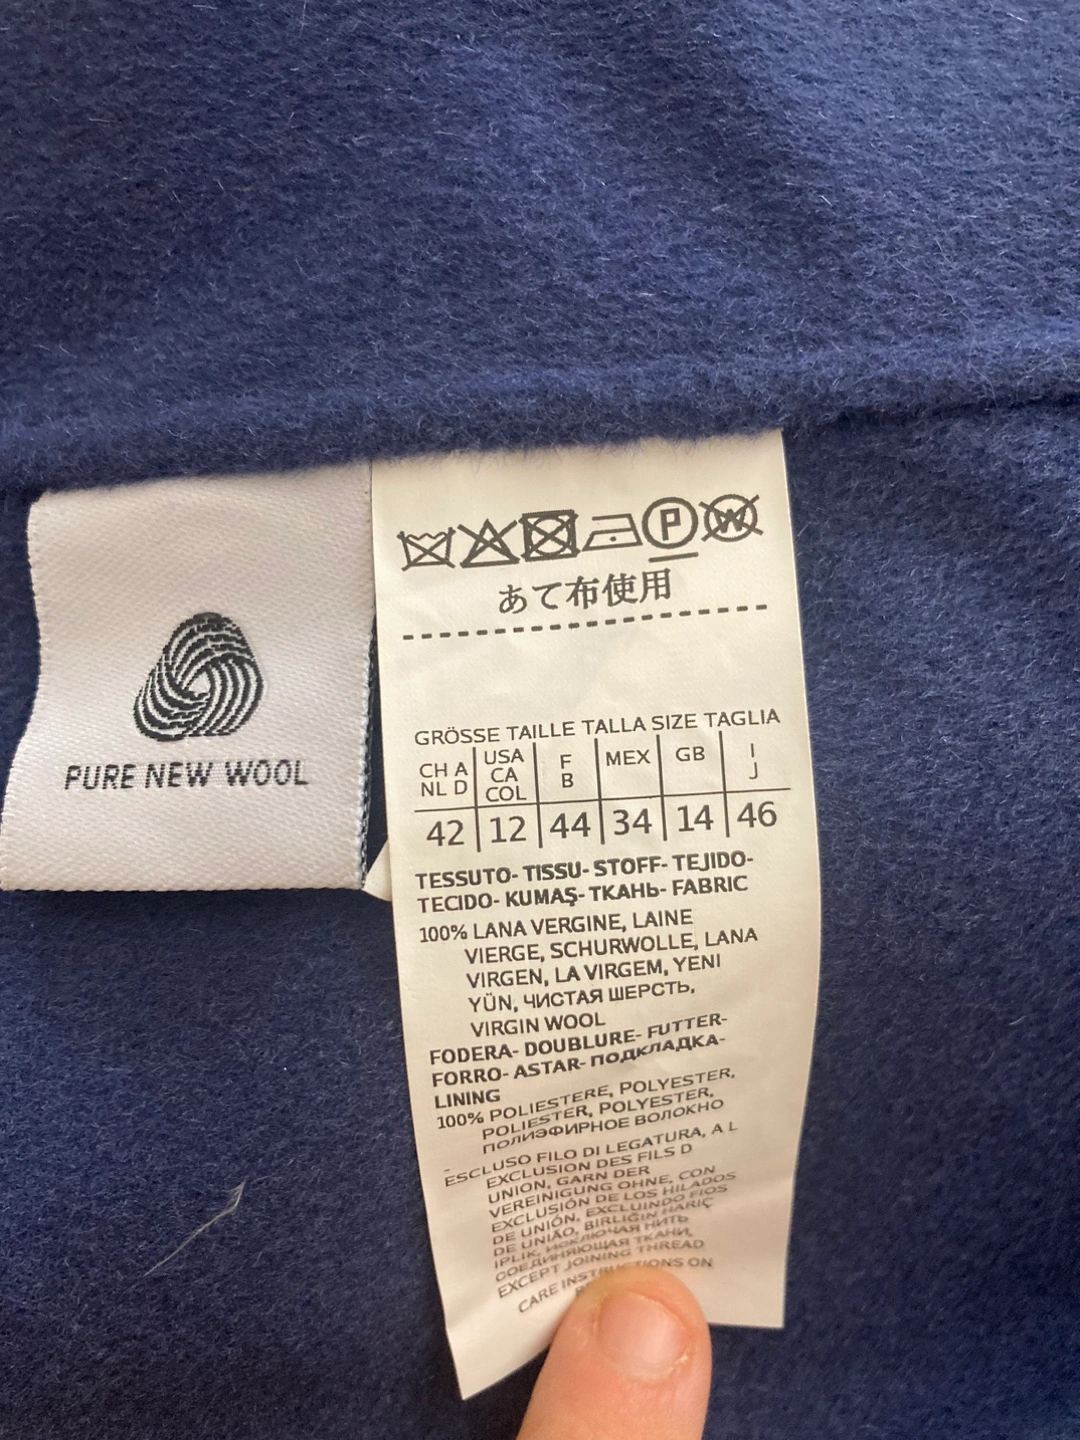 PURE NEW WOOL
P W
あて布使用
GRÖSSE TAILLE TALLA SIZE TAGLIA
CH A NL D USA CA COL F B MEX GB I J
42 12 44 34 14 46
TESSUTO- TISSU- STOFF- TEJIDO-
TECIDO- KUMAŞ- ТКАНЬ- FABRIC
100% LANA VERGINE, LAINE
VIERGE, SCHURWOLLE, LANA
VIRGEN, LA VIRGEM, YENI
YÜN, ЧИСТАЯ ШЕРСТЬ,
VIRGIN WOOL
FODERA- DOUBLURE- FUTTER-
FORRO- ASTAR- ПОДКЛАДКА-
LINING
100% POLIESTERE, POLYESTER,
POLIESTER, POLYESTER,
ПОЛИЭФИРНОЕ ВОЛОКНО
ESCLUSO FILO DI LEGATURA, A L
EXCLUSION DES FILS D
UNION, GARN DER
VEREINIGUNG OHNE, CON
EXCLUSIÓN DE LOS HILADOS
DE UNIÓN, EXCLUINDO FIOS
DE UNIÃO, BIRLIĞIN HARIÇ
IPLIK, ИСКЛЮЧАЯ НИТЬ
СОЕДИНЯЮЩАЯ ТКАНИ,
EXCEPT JOINING THREAD
CARE INSTRUCTIONS ON